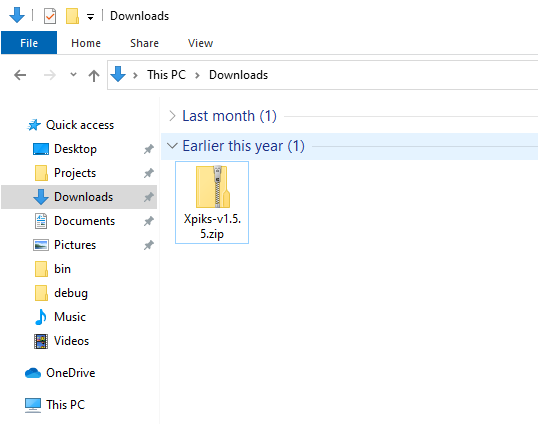 Downloads
File Home Share View
This PC Downloads
Quick access
Desktop
Projects
Downloads
Documents
Pictures
bin
debug
Music
Videos
OneDrive
This PC
Last month (1)
Earlier this year (1)
Xpiks-v1.5.
5.zip